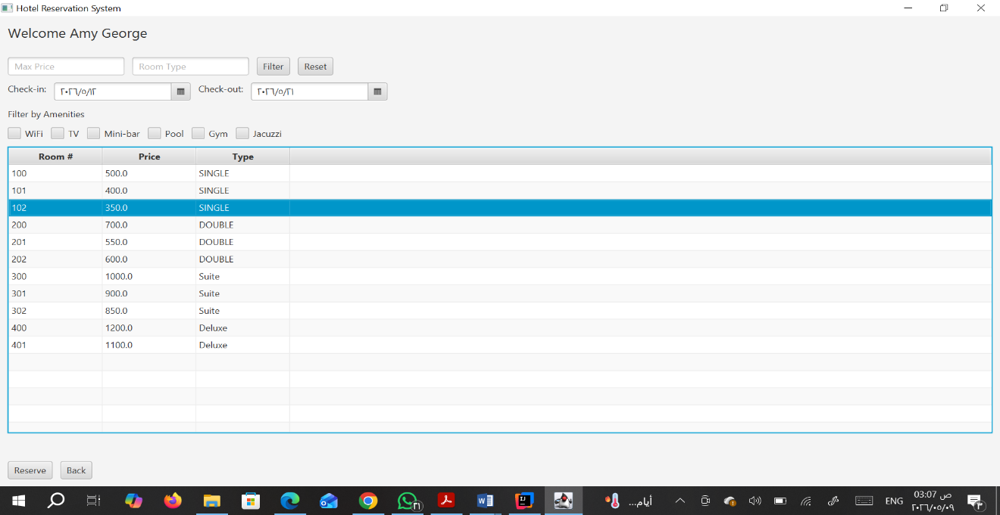 Hotel Reservation System
Welcome Amy George
Max Price Room Type Filter Reset
Check-in: ٢٠٢٦/٥/١٢ Check-out: ٢٠٢٦/٥/٢١
Filter by Amenities
WiFi TV Mini-bar Pool Gym Jacuzzi
Room # Price Type
100 500.0 SINGLE
101 400.0 SINGLE
102 350.0 SINGLE
200 700.0 DOUBLE
201 550.0 DOUBLE
202 600.0 DOUBLE
300 1000.0 Suite
301 900.0 Suite
302 850.0 Suite
400 1200.0 Deluxe
401 1100.0 Deluxe
Reserve Back
٢١ W IJ أيام... ENG 03:07 ص
٢٠٢٦/٠٥/٠٩ ٣